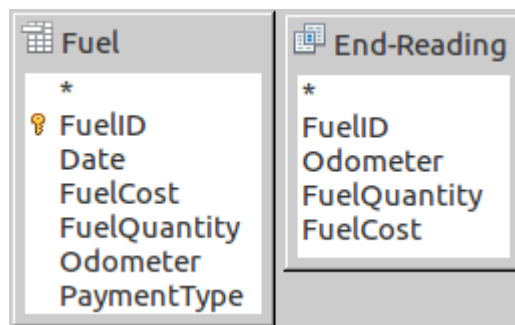 Fuel
*
FuelID
Date
FuelCost
FuelQuantity
Odometer
PaymentType
End-Reading
*
FuelID
Odometer
FuelQuantity
FuelCost